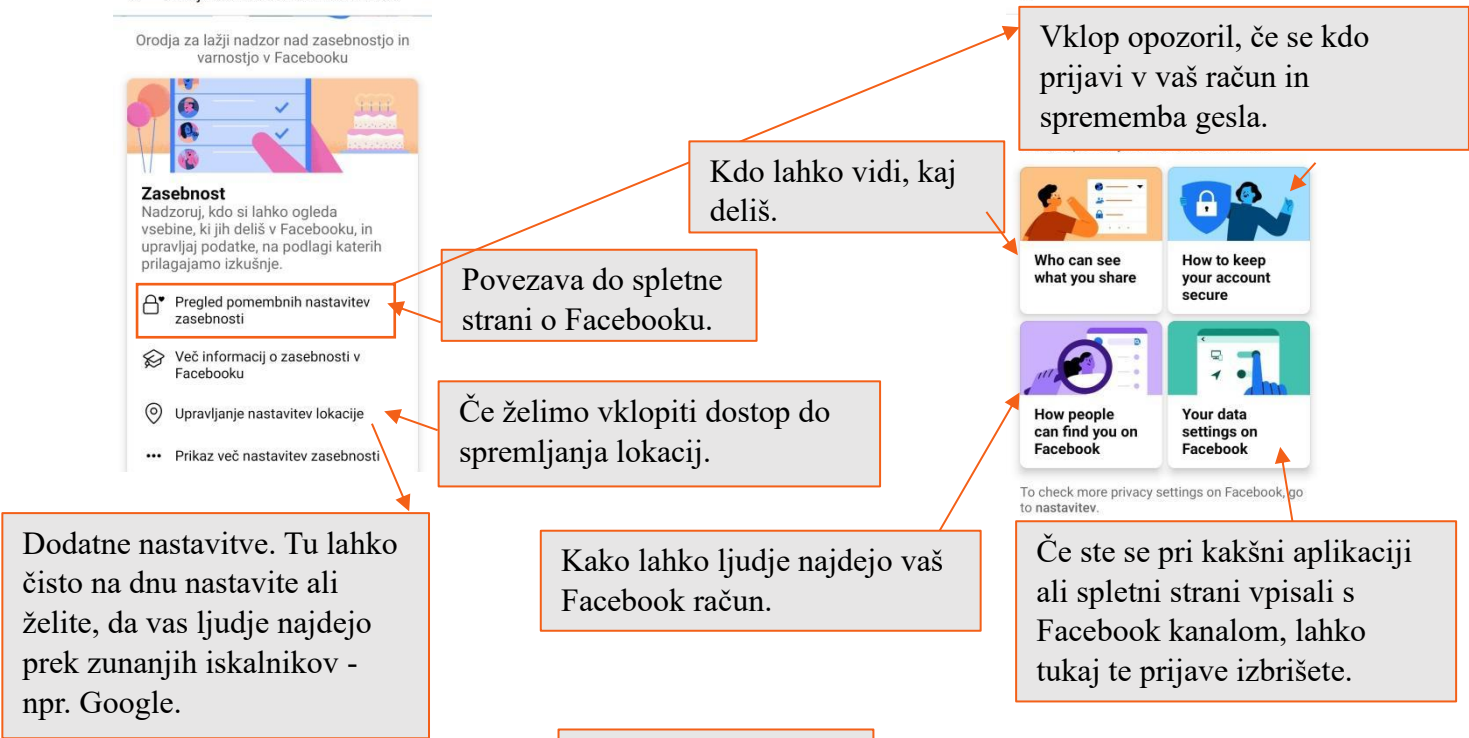 Orodja za lažji nadzor nad zasebnostjo in
varnostjo v Facebooku
Zasebnost
Nadzoruj, kdo si lahko ogleda
vsebine, ki jih deliš v Facebooku, in
upravljaj podatke, na podlagi katerih
prilagajamo izkušnje.
Pregled pomembnih nastavitev
zasebnosti
Več informacij o zasebnosti v
Facebooku
Upravljanje nastavitev lokacije
Prikaz več nastavitev zasebnosti
Povezava do spletne
strani o Facebooku.
Če želimo vklopiti dostop do
spremljanja lokacij.
Dodatne nastavitve. Tu lahko
čisto na dnu nastavite ali
želite, da vas ljudje najdejo
prek zunanjih iskalnikov -
npr. Google.
Vklop opozoril, če se kdo
prijavi v vaš račun in
sprememba gesla.
Kdo lahko vidi, kaj
deliš.
Who can see
what you share
How to keep
your account
secure
How people
can find you on
Facebook
Your data
settings on
Facebook
To check more privacy settings on Facebook, go
to nastavitev.
Kako lahko ljudje najdejo vaš
Facebook račun.
Če ste se pri kakšni aplikaciji
ali spletni strani vpisali s
Facebook kanalom, lahko
tukaj te prijave izbrišete.